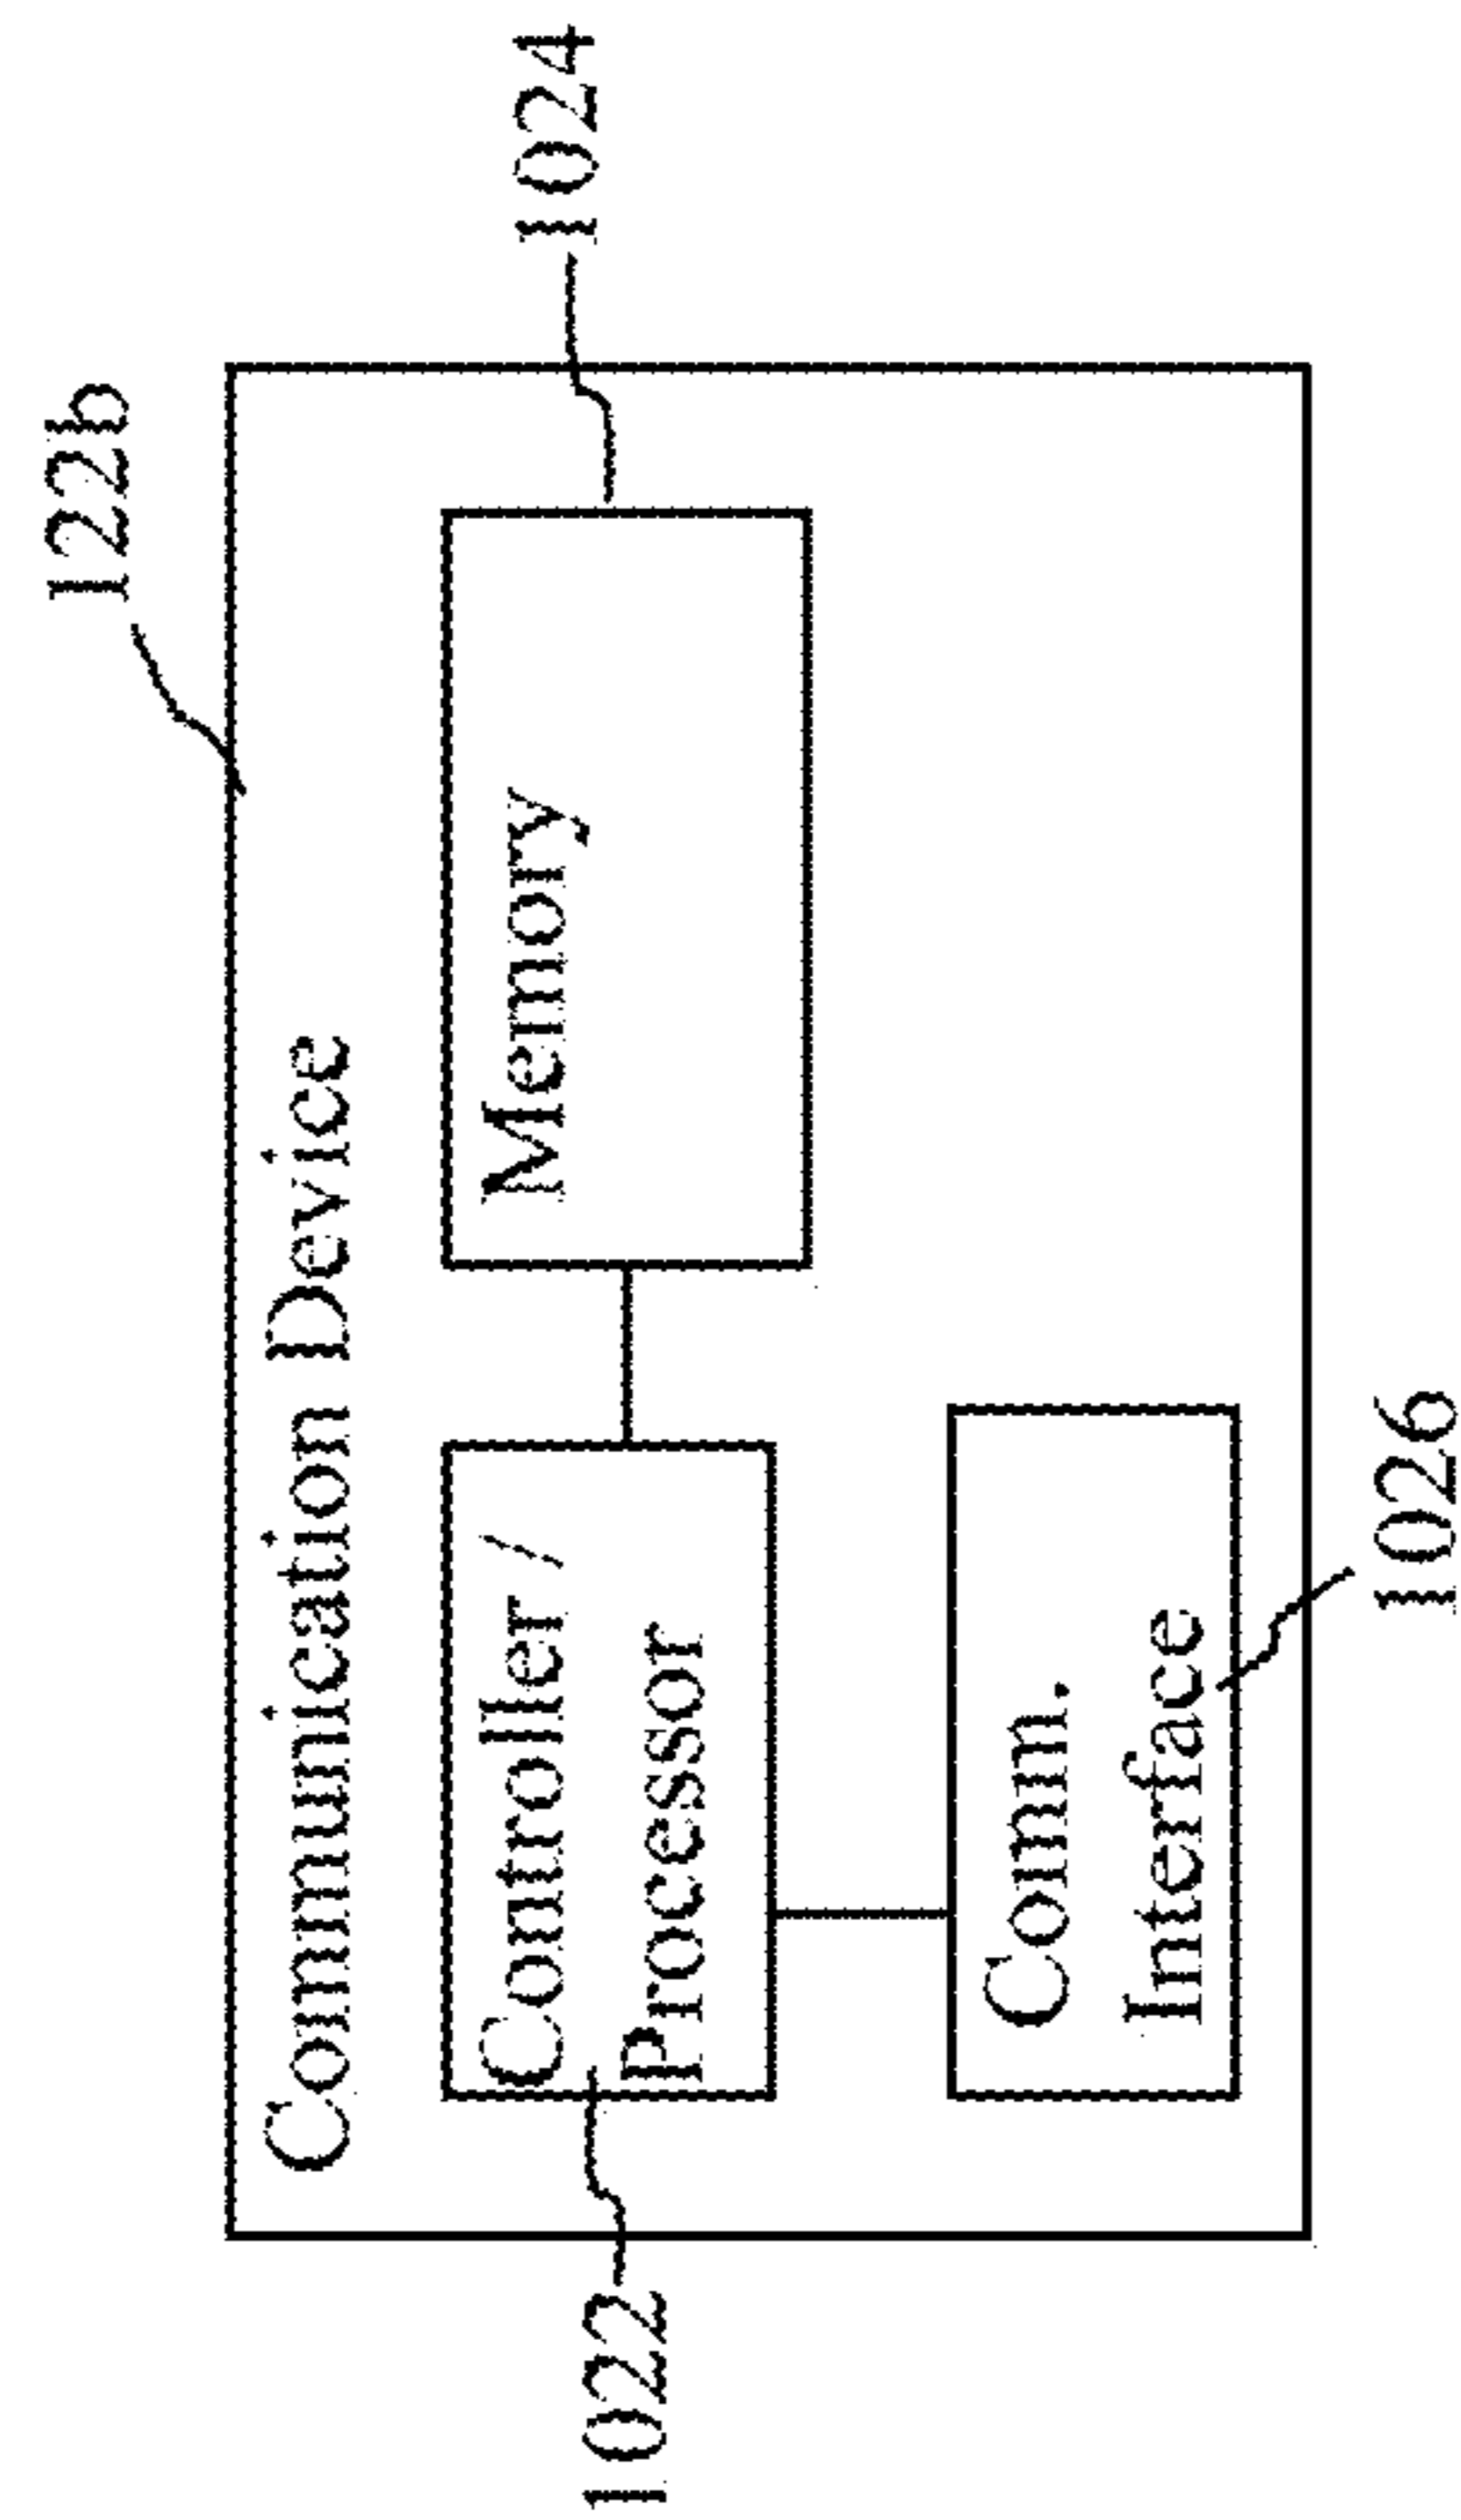 122b
Communication Device
Controller /
Processor
Memory
1022
1024
Comm.
Interface
1026